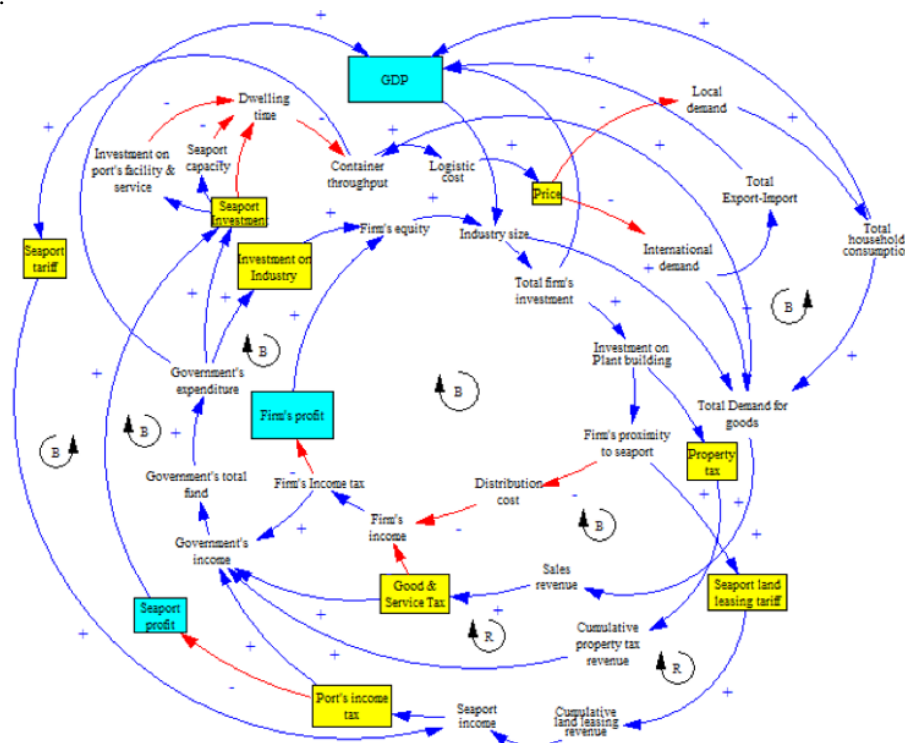 GDP
Local
demand
Dwelling
time
Investment on
port's facility &
service
Seaport
capacity
Container
throughput
Logistic
cost
Price
Total
Export-Import
Seaport
Investment
Firm's equity
Industry size
Total
household
consumption
Seaport
tariff
Investment on
Industry
International
demand
Total firm's
investment
Investment on
Plant building
B
B
Government's
expenditure
B
Firm's profit
Total Demand for
goods
B
B
Firm's proximity
to seaport
Property
tax
Government's total
fund
Firm's Income tax
Distribution
cost
Firm's
income
B
Government's
income
Sales
revenue
Good &
Service Tax
Seaport land
leasing tariff
Seaport
profit
R
Cumulative
property tax
revenue
R
Port's income
tax
Seaport
income
Cumulative
land leasing
revenue